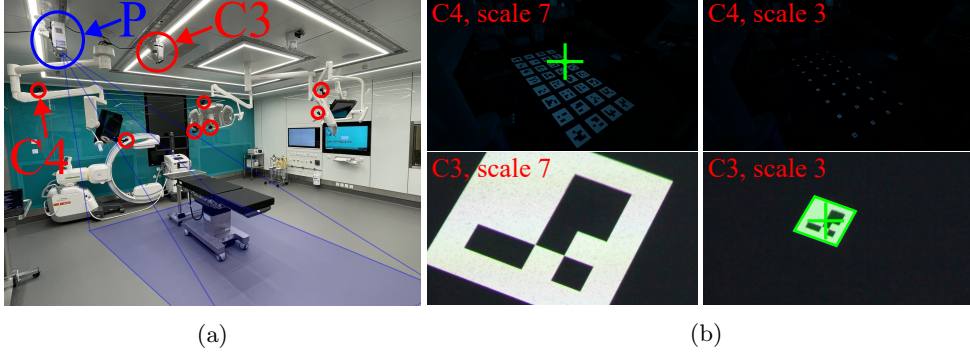 P
C3
C4
C4, scale 7
C4, scale 3
C3, scale 7
C3, scale 3
(a)
(b)